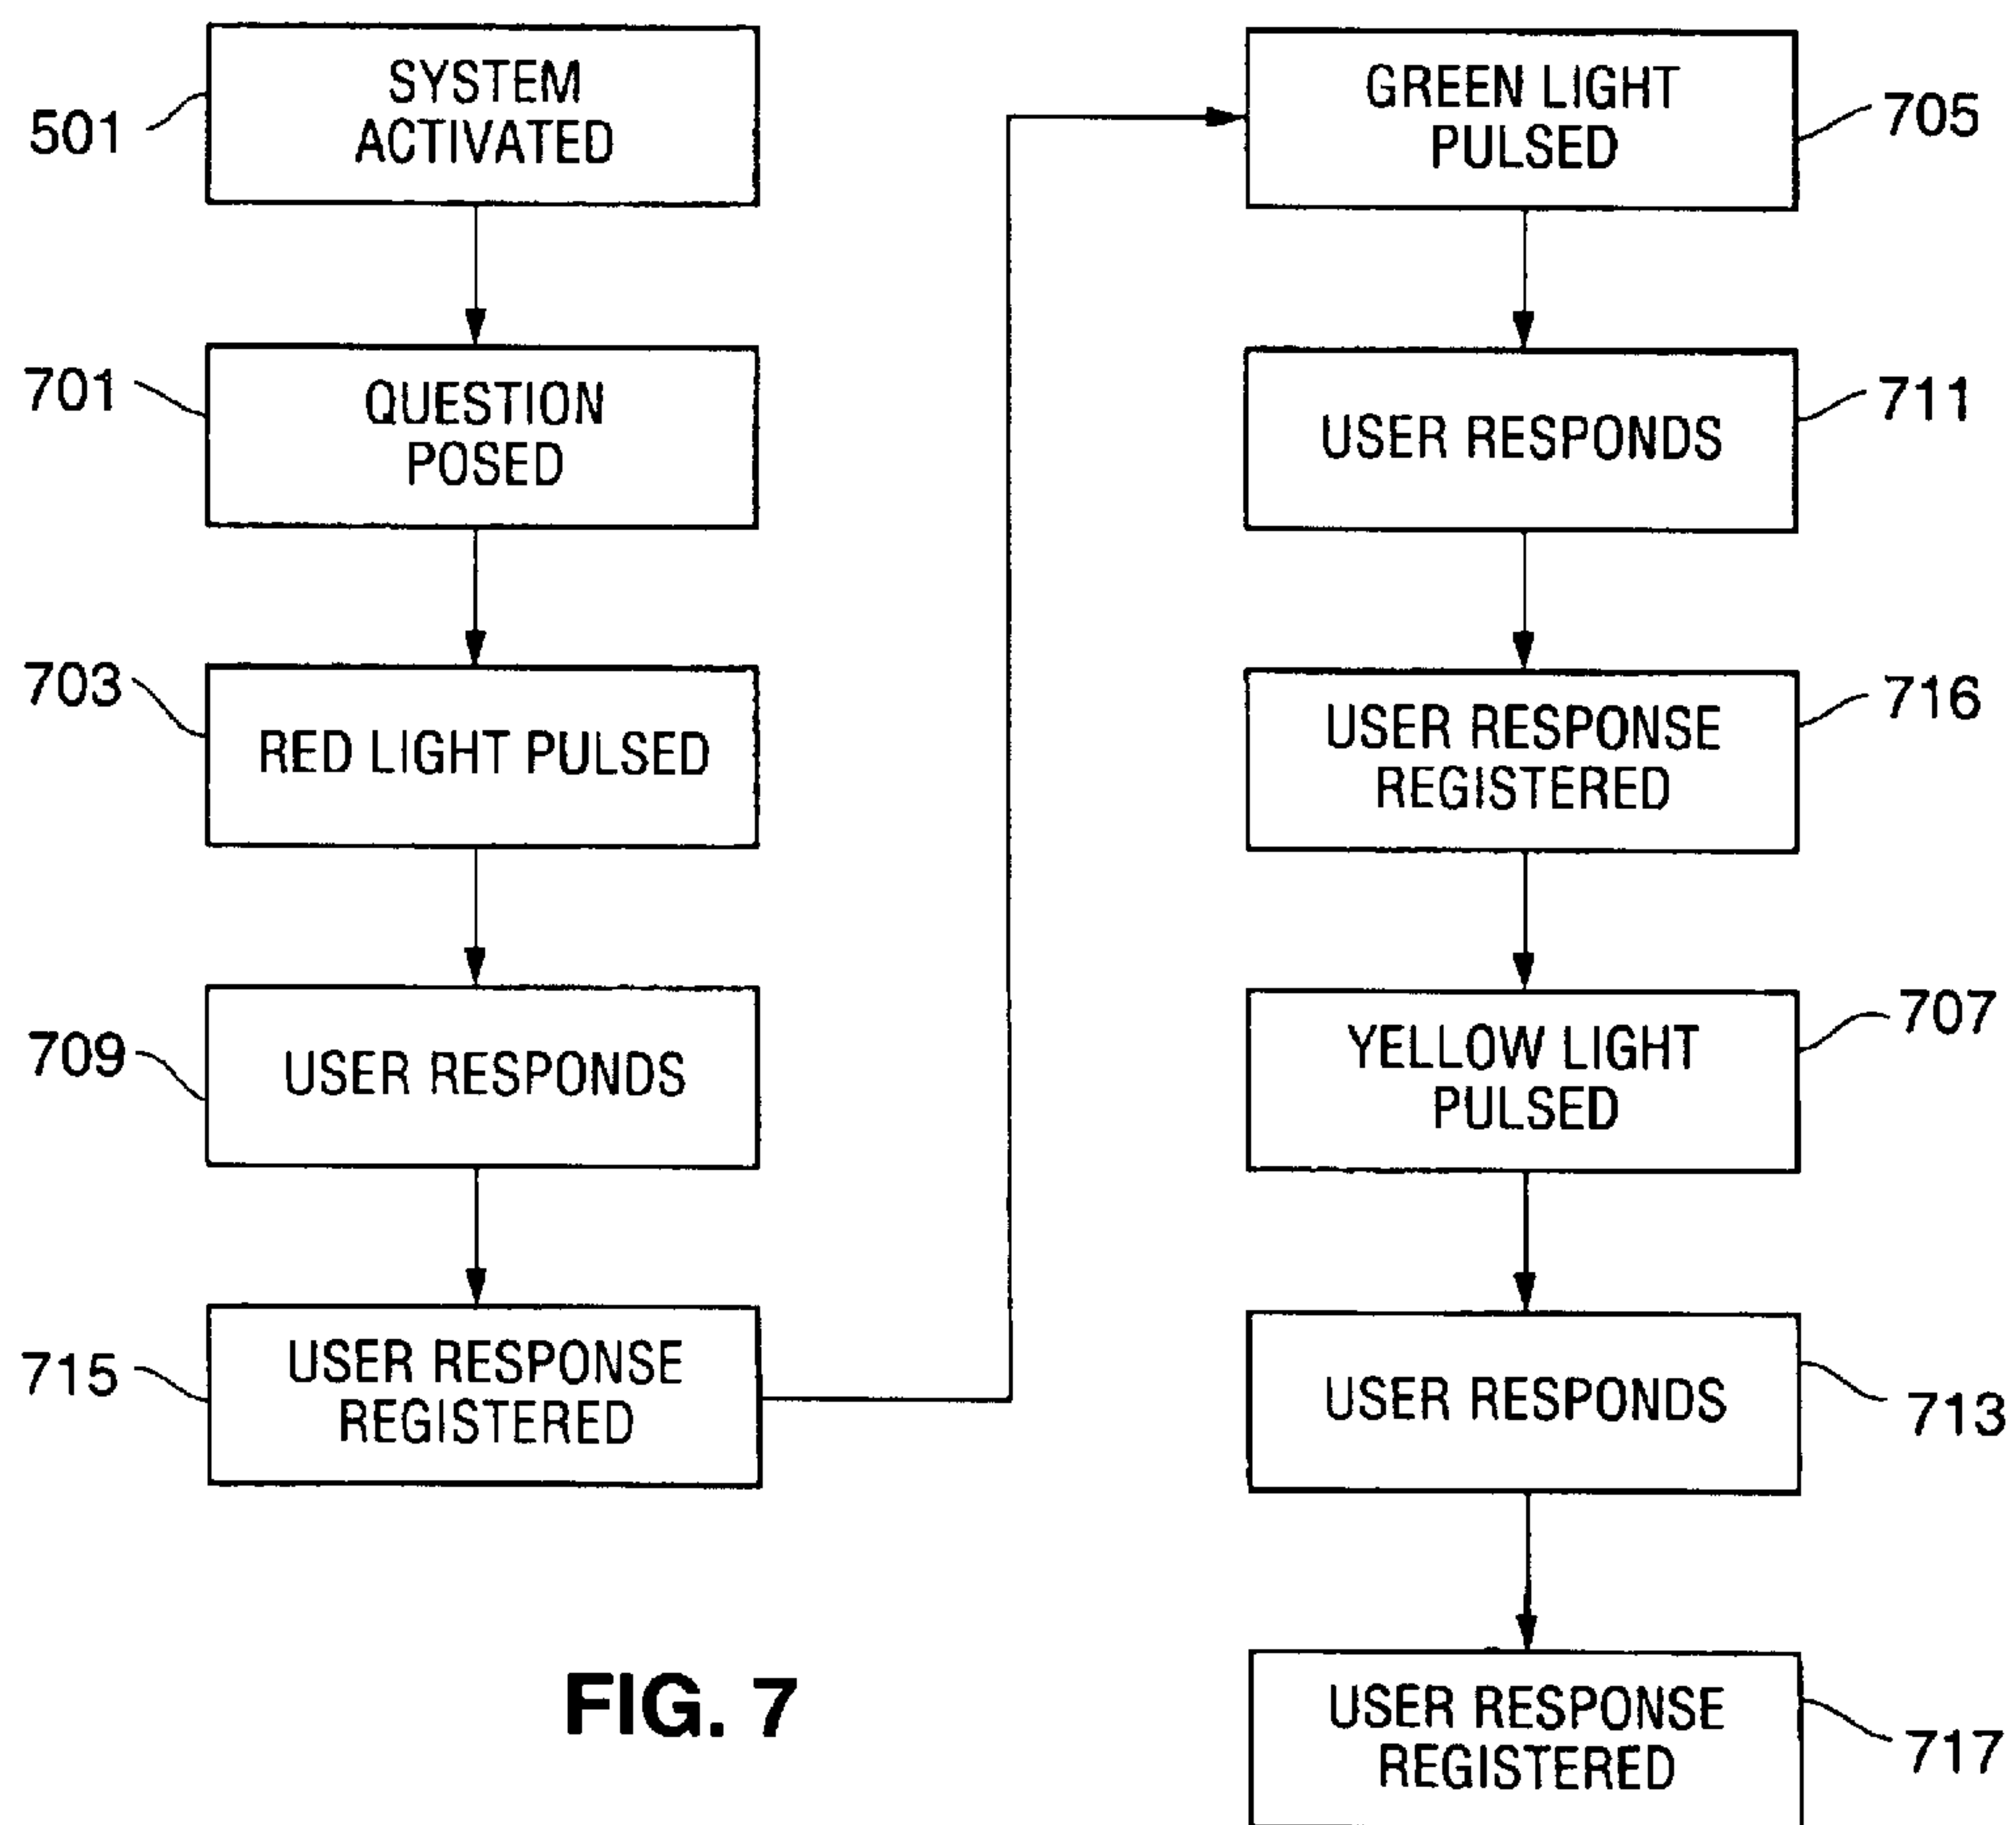 501
SYSTEM
ACTIVATED
701
QUESTION
POSED
703
RED LIGHT PULSED
709
USER RESPONDS
715
USER RESPONSE
REGISTERED
GREEN LIGHT
PULSED
705
USER RESPONDS
711
USER RESPONSE
REGISTERED
716
YELLOW LIGHT
PULSED
707
USER RESPONDS
713
USER RESPONSE
REGISTERED
717
FIG. 7